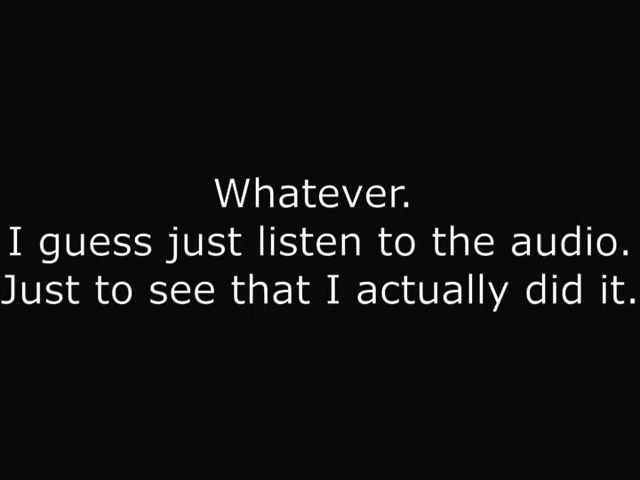 Whatever.
I guess just listen to the audio.
Just to see that I actually did it.